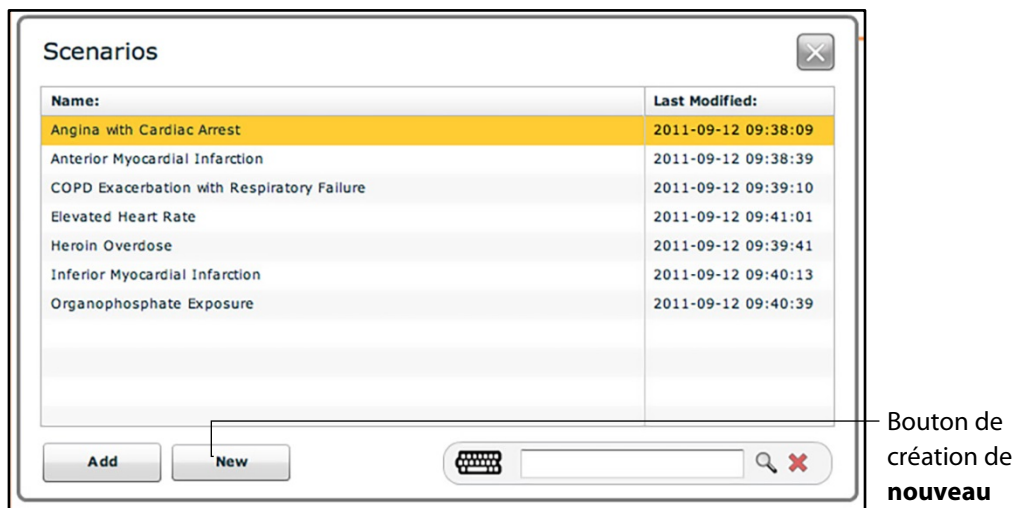 Scenarios
Name: Last Modified:
Angina with Cardiac Arrest 2011-09-12 09:38:09
Anterior Myocardial Infarction 2011-09-12 09:38:39
COPD Exacerbation with Respiratory Failure 2011-09-12 09:39:10
Elevated Heart Rate 2011-09-12 09:41:01
Heroin Overdose 2011-09-12 09:39:41
Inferior Myocardial Infarction 2011-09-12 09:40:13
Organophosphate Exposure 2011-09-12 09:40:39
Add New
Bouton de
création de
nouveau